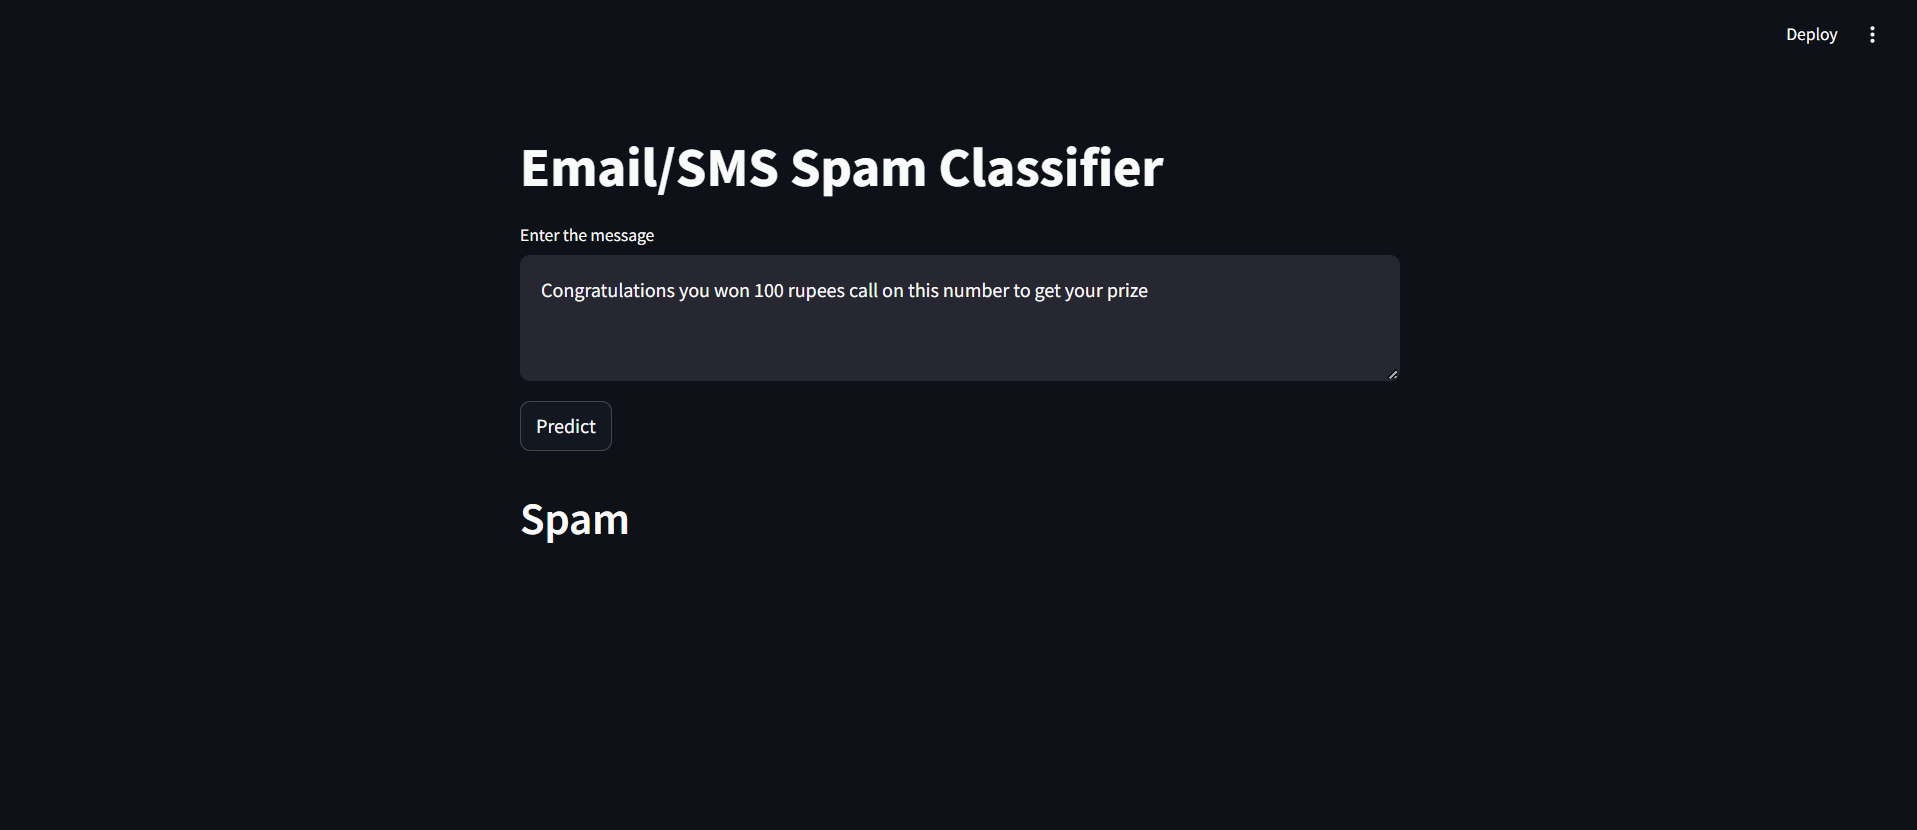 Deploy
Email/SMS Spam Classifier
Enter the message
Congratulations you won 100 rupees call on this number to get your prize
Predict
Spam